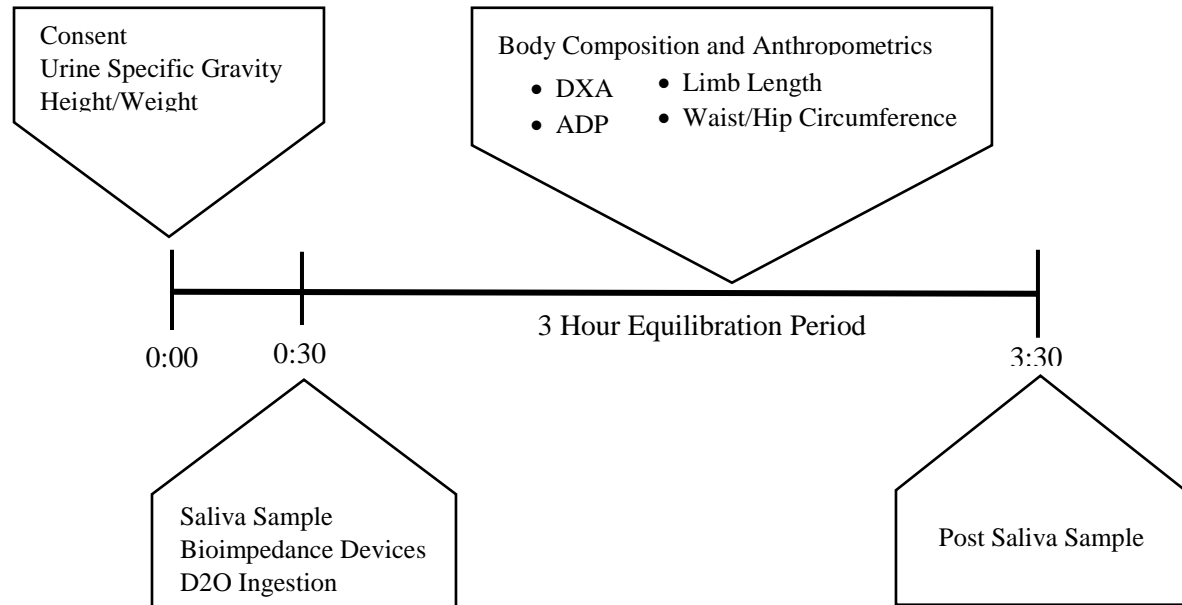 Consent
Urine Specific Gravity
Height/Weight
Body Composition and Anthropometrics
• DXA
• ADP
• Limb Length
• Waist/Hip Circumference
3 Hour Equilibration Period
0:00
0:30
3:30
Saliva Sample
Bioimpedance Devices
D2O Ingestion
Post Saliva Sample